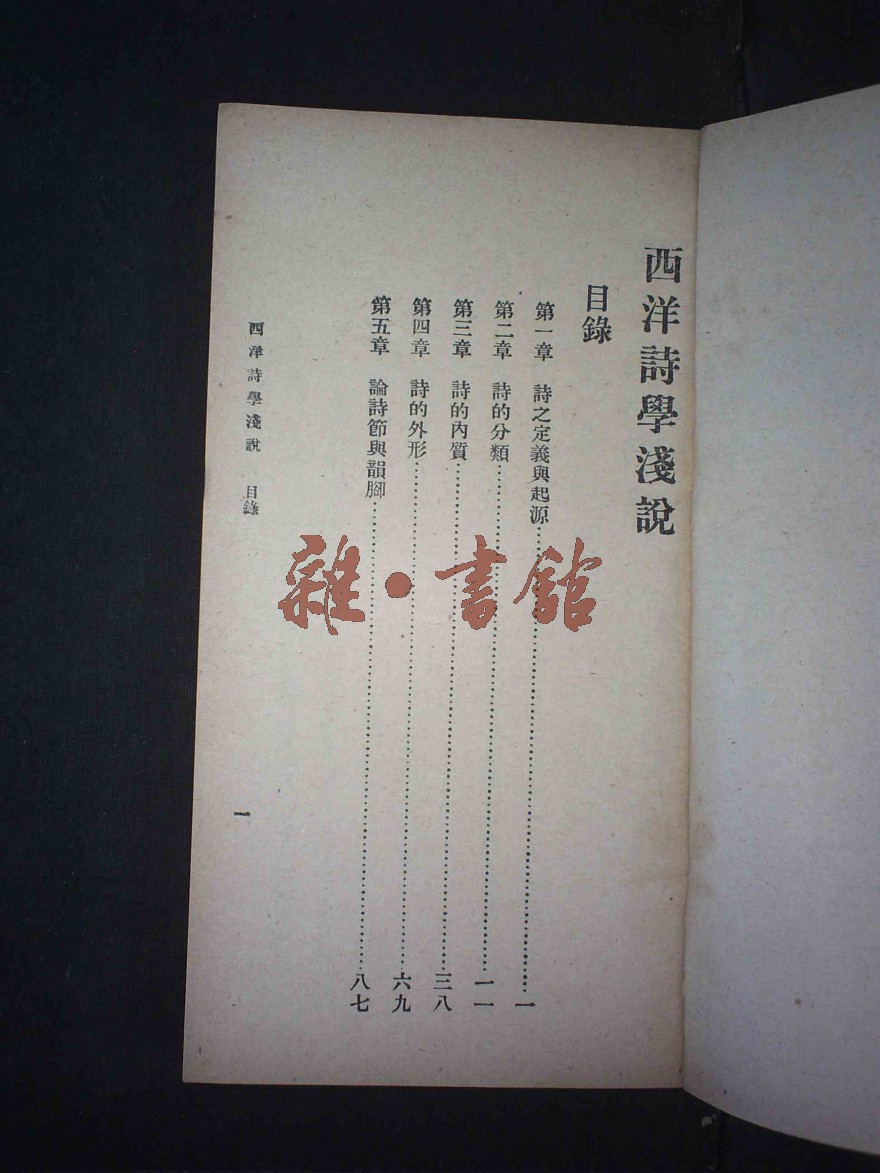 西洋詩學淺說
目錄
第一章 詩之定義與起源……………一
第二章 詩的分類……………一一
第三章 詩的內質……………三八
第四章 詩的外形……………六九
第五章 論詩節與韻腳……………八七
西洋詩學淺說 目錄 一
雜·書館